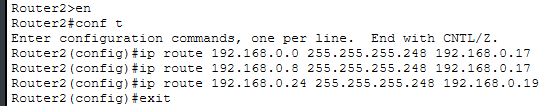 Router2>en
Router2#conf t
Enter configuration commands, one per line.  End with CNTL/Z.
Router2(config)#ip route 192.168.0.0 255.255.255.248 192.168.0.17
Router2(config)#ip route 192.168.0.8 255.255.255.248 192.168.0.17
Router2(config)#ip route 192.168.0.24 255.255.255.248 192.168.0.19
Router2(config)#exit